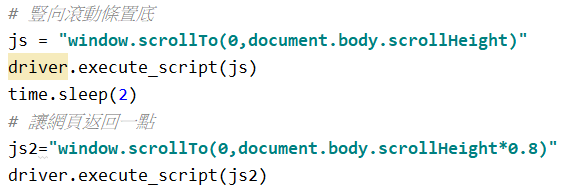 # 豎向滾動條置底
js = "window.scrollTo(0,document.body.scrollHeight)"
driver.execute_script(js)
time.sleep(2)
# 讓網頁返回一點
js2="window.scrollTo(0,document.body.scrollHeight*0.8)"
driver.execute_script(js2)